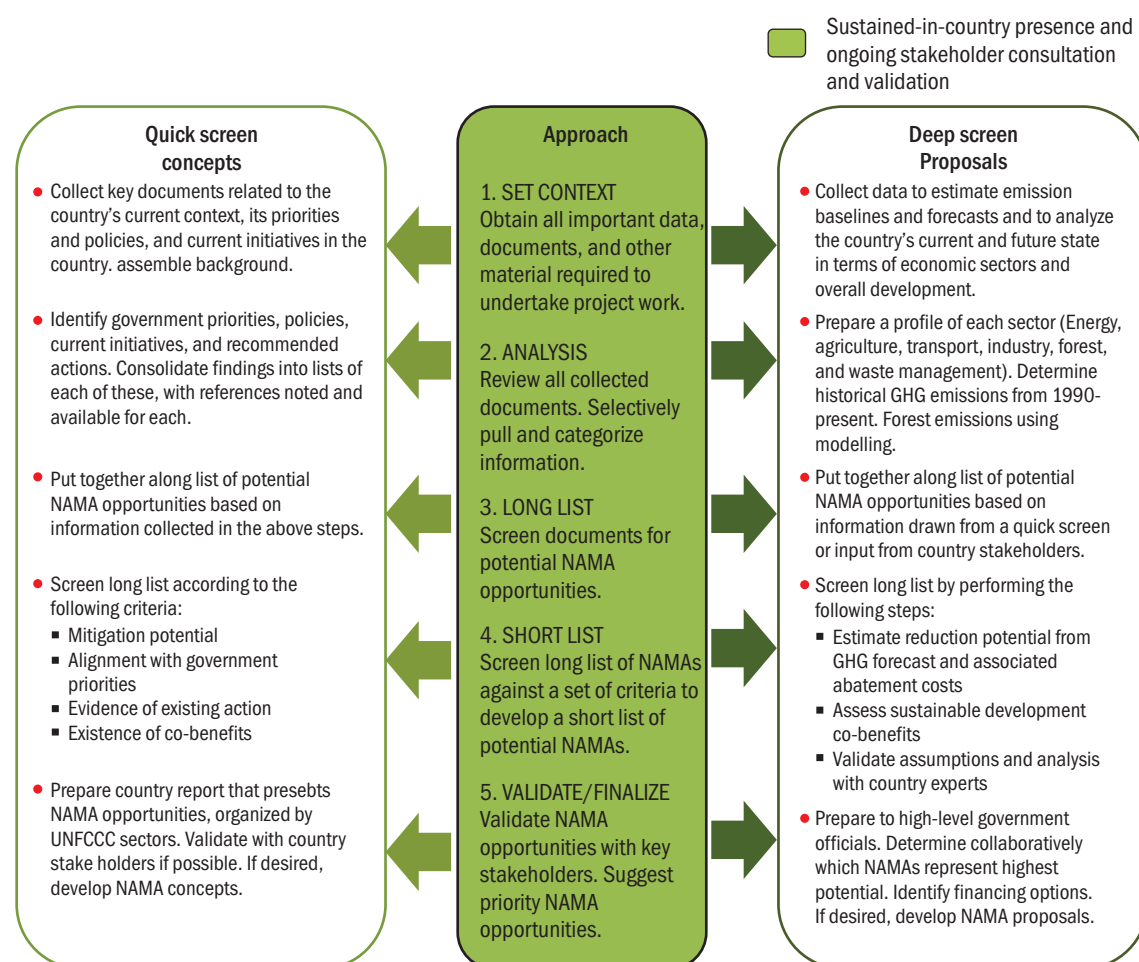 Sustained-in-country presence and
ongoing stakeholder consultation
and validation
Quick screen
concepts
• Collect key documents related to the
country's current context, its priorities
and policies, and current initiatives in the
country. assemble background.
• Identify government priorities, policies,
current initiatives, and recommended
actions. Consolidate findings into lists of
each of these, with references noted and
available for each.
• Put together along list of potential
NAMA opportunities based on
information collected in the above steps.
• Screen long list according to the
following criteria:
▪ Mitigation potential
▪ Alignment with government
priorities
▪ Evidence of existing action
▪ Existence of co-benefits
• Prepare country report that presebts
NAMA opportunities, organized by
UNFCCC sectors. Validate with country
stake holders if possible. If desired,
develop NAMA concepts.
Approach
1. SET CONTEXT
Obtain all important data,
documents, and other
material required to
undertake project work.
2. ANALYSIS
Review all collected
documents. Selectively
pull and categorize
information.
3. LONG LIST
Screen documents for
potential NAMA
opportunities.
4. SHORT LIST
Screen long list of NAMAs
against a set of criteria to
develop a short list of
potential NAMAs.
5. VALIDATE/FINALIZE
Validate NAMA
opportunities with key
stakeholders. Suggest
priority NAMA
opportunities.
Deep screen
Proposals
• Collect data to estimate emission
baselines and forecasts and to analyze
the country's current and future state
in terms of economic sectors and
overall development.
• Prepare a profile of each sector (Energy,
agriculture, transport, industry, forest,
and waste management). Determine
historical GHG emissions from 1990-
present. Forest emissions using
modelling.
• Put together along list of potential
NAMA opportunities based on
information drawn from a quick screen
or input from country stakeholders.
• Screen long list by performing the
following steps:
▪ Estimate reduction potential from
GHG forecast and associated
abatement costs
▪ Assess sustainable development
co-benefits
▪ Validate assumptions and analysis
with country experts
• Prepare to high-level government
officials. Determine collaboratively
which NAMAs represent highest
potential. Identify financing options.
If desired, develop NAMA proposals.